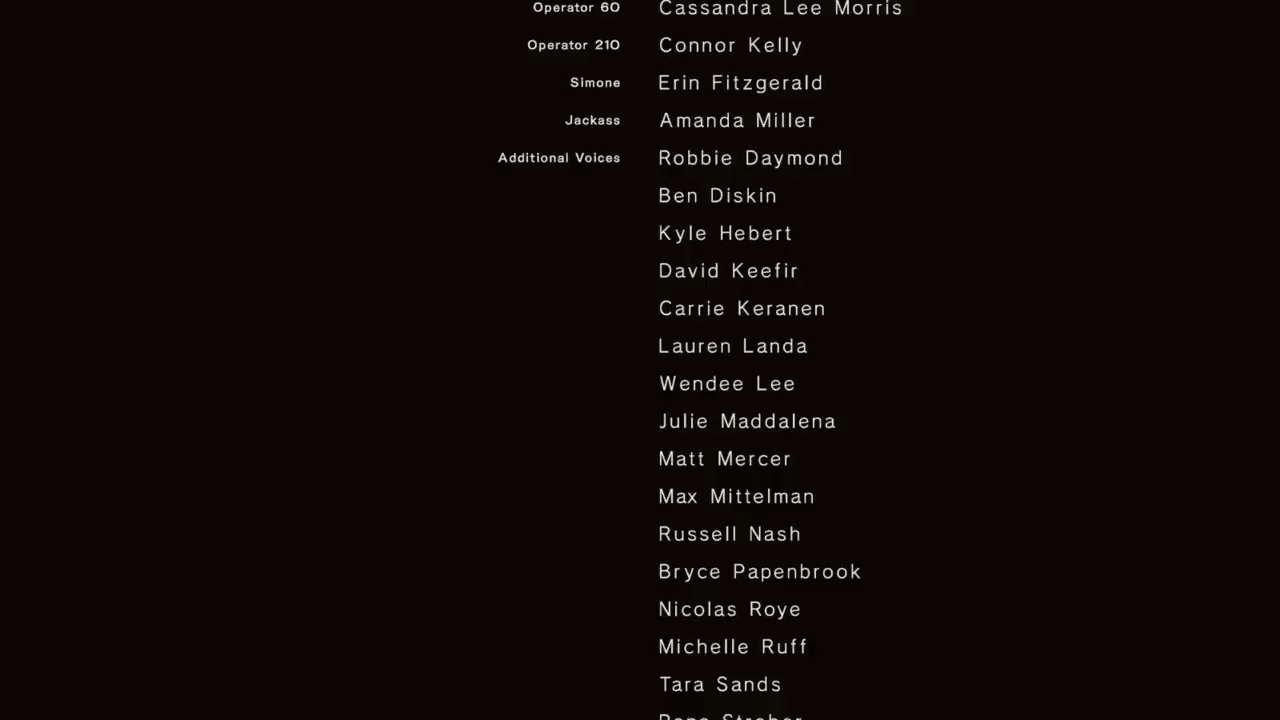 Operator 60 Cassandra Lee Morris
Operator 210 Connor Kelly
Simone Erin Fitzgerald
Jackass Amanda Miller
Additional Voices Robbie Daymond
Ben Diskin
Kyle Hebert
David Keefir
Carrie Keranen
Lauren Landa
Wendee Lee
Julie Maddalena
Matt Mercer
Max Mittelman
Russell Nash
Bryce Papenbrook
Nicolas Roye
Michelle Ruff
Tara Sands